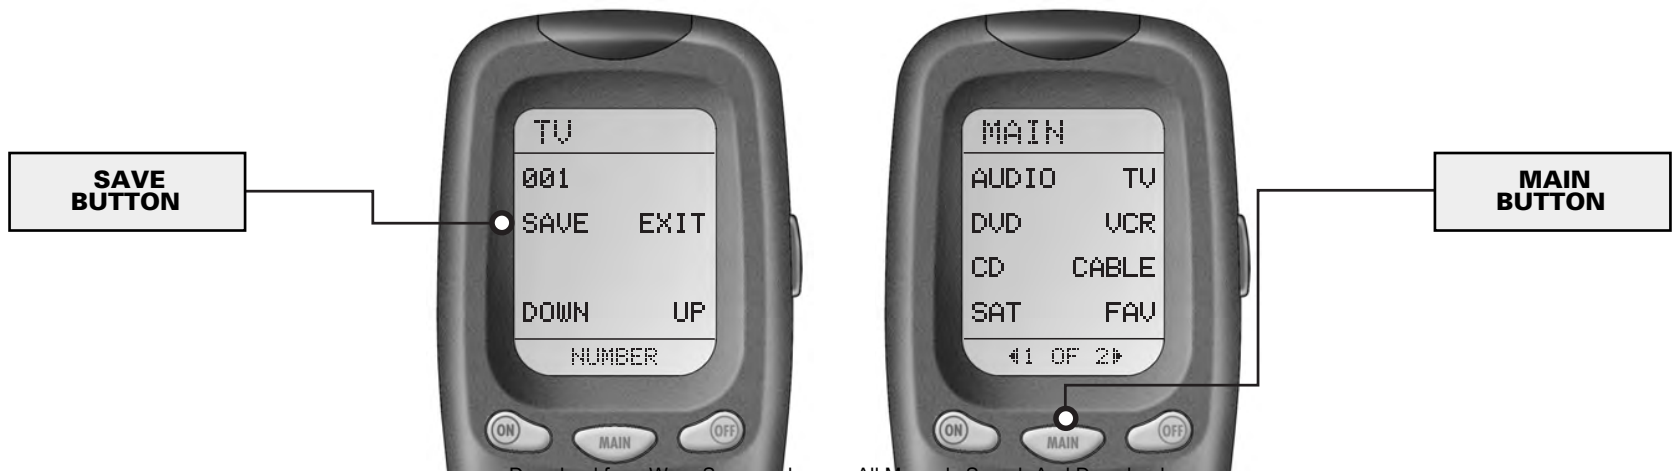 SAVE
BUTTON
TV
001
SAVE EXIT
DOWN UP
NUMBER
ON MAIN OFF
MAIN
AUDIO TV
DVD VCR
CD CABLE
SAT FAV
1 OF 2
ON MAIN OFF
MAIN
BUTTON